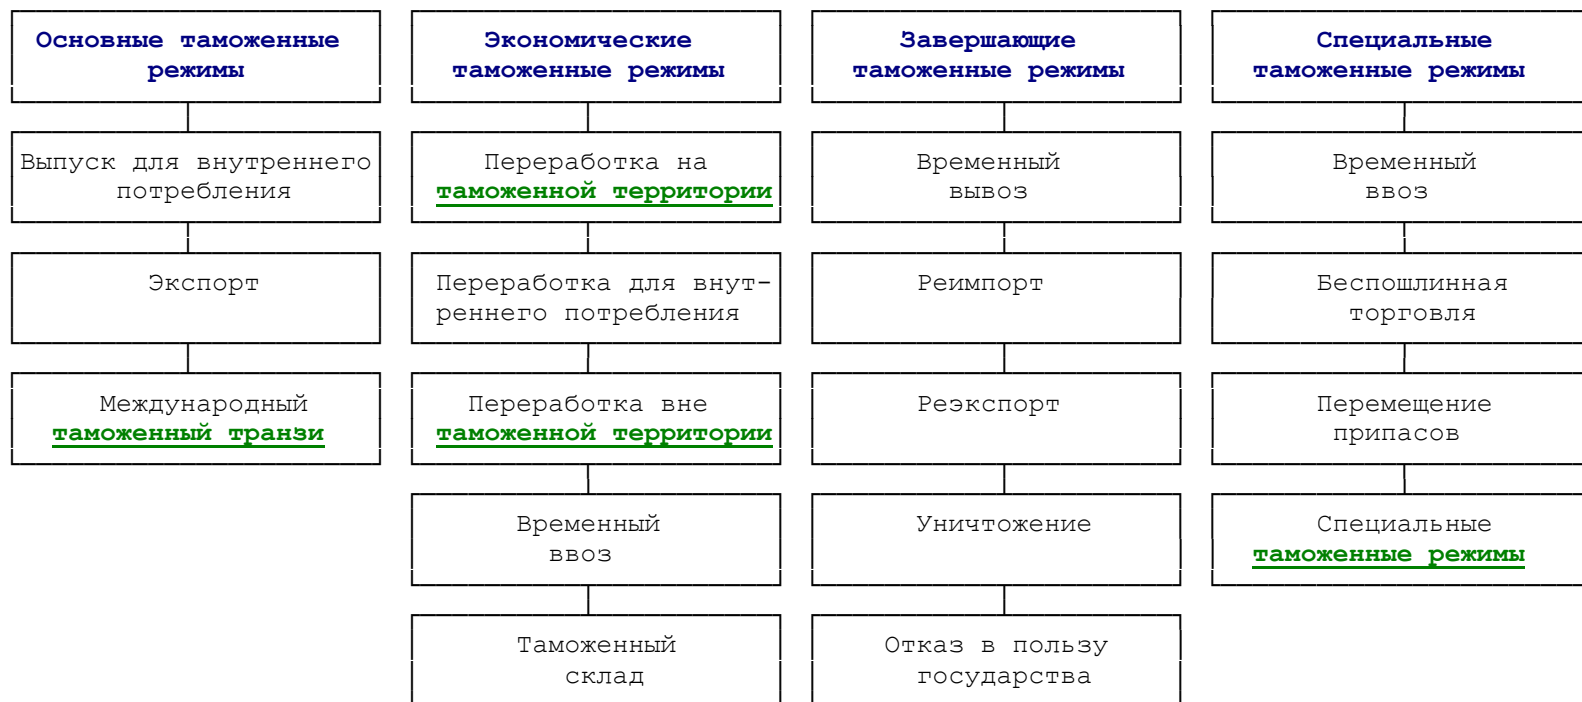 Основные таможенные
режимы
Выпуск для внутреннего
потребления
Экспорт
Международный
таможенный транзи
Экономические
таможенные режимы
Переработка на
таможенной территории
Переработка для внут-
реннего потребления
Переработка вне
таможенной территории
Временный
ввоз
Таможенный
склад
Завершающие
таможенные режимы
Временный
вывоз
Реимпорт
Реэкспорт
Уничтожение
Отказ в пользу
государства
Специальные
таможенные режимы
Временный
ввоз
Беспошлинная
торговля
Перемещение
припасов
Специальные
таможенные режимы